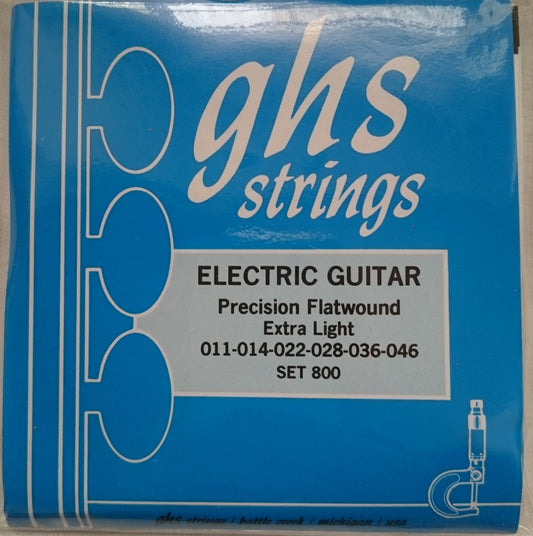 ghs
strings
ELECTRIC GUITAR
Precision Flatwound
Extra Light
011-014-022-028-036-046
SET 800
ghs strings / battle creek / michigan / usa